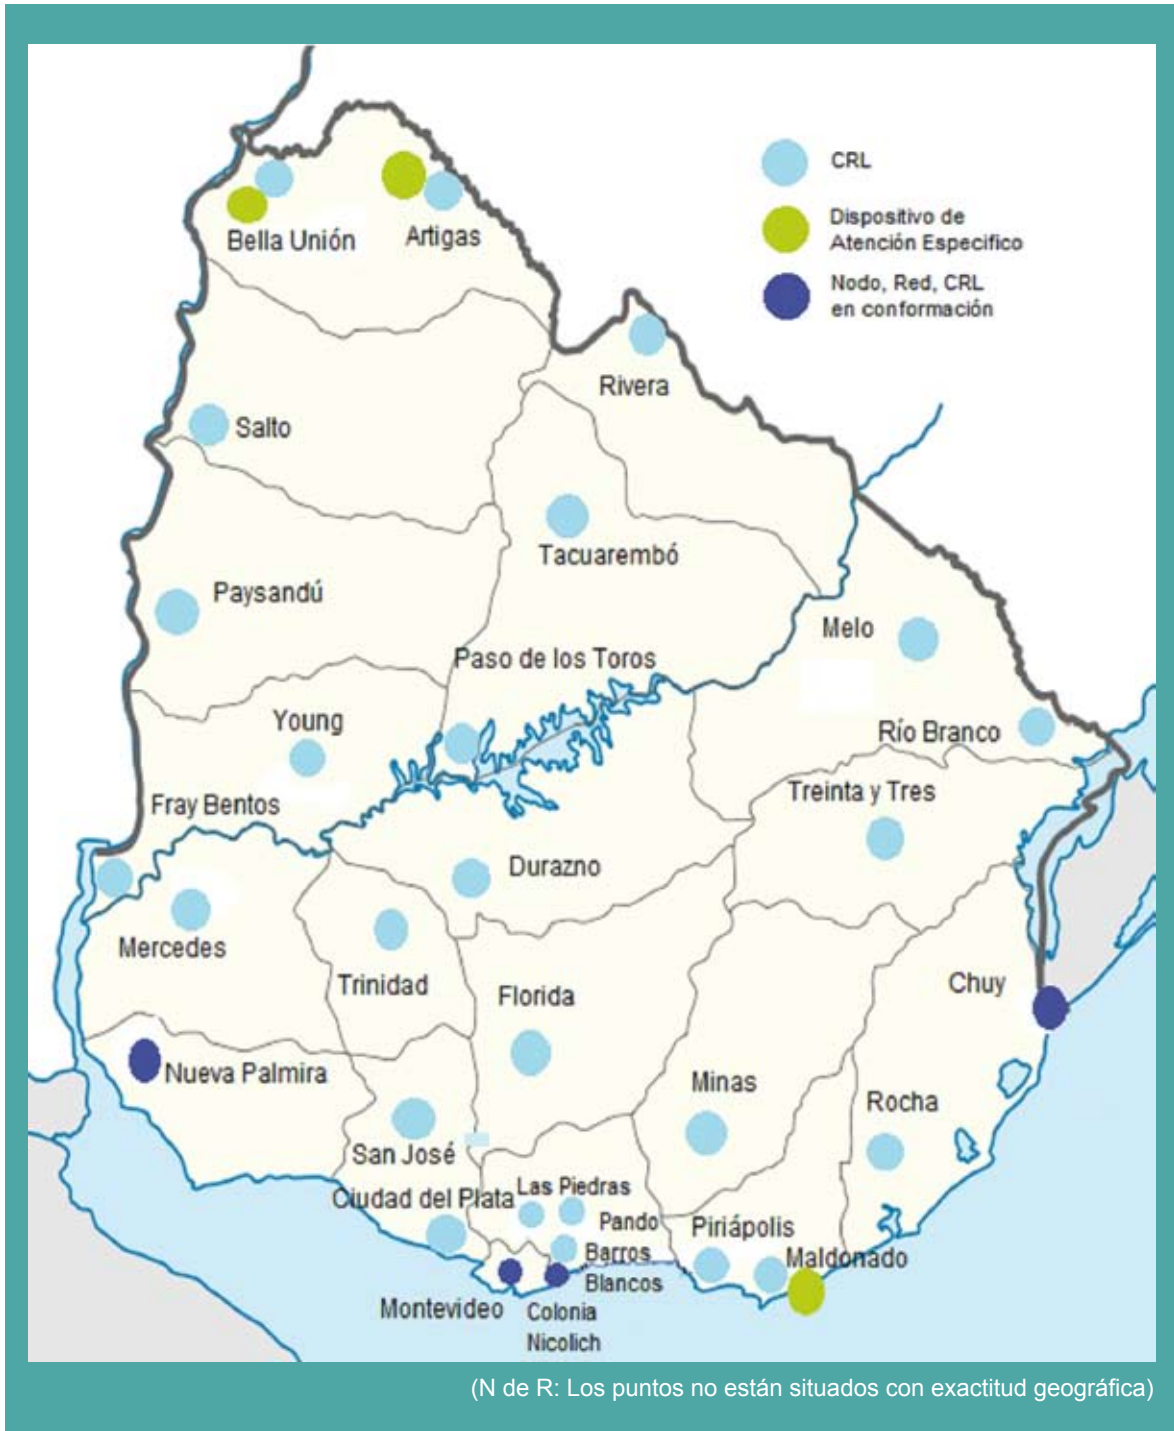 CRL
Dispositivo de
Atención Especifico
Nodo, Red, CRL
en conformación
Bella Unión
Artigas
Rivera
Salto
Tacuarembó
Paysandú
Melo
Paso de los Toros
Young
Río Branco
Treinta y Tres
Fray Bentos
Durazno
Mercedes
Trinidad
Florida
Chuy
Nueva Palmira
Minas
Rocha
San José
Las Piedras
Ciudad del Plata
Pando
Piriápolis
Barros
Blancos
Maldonado
Montevideo
Colonia
Nicolich
(N de R: Los puntos no están situados con exactitud geográfica)